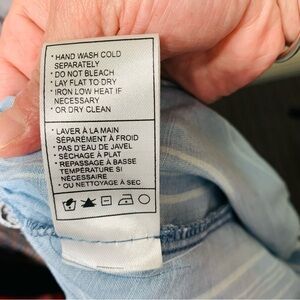 · HAND WASH COLD
SEPARATELY
· DO NOT BLEACH
· LAY FLAT TO DRY
· IRON LOW HEAT IF
NECESSARY
· OR DRY CLEAN
· LAVER À LA MAIN
SÉPARÉMENT À FROID
· PAS D'EAU DE JAVEL
· SÉCHAGE À PLAT
· REPASSAGE À BASSE
TEMPÉRATURE SI
NÉCESSAIRE
· OU NETTOYAGE À SEC